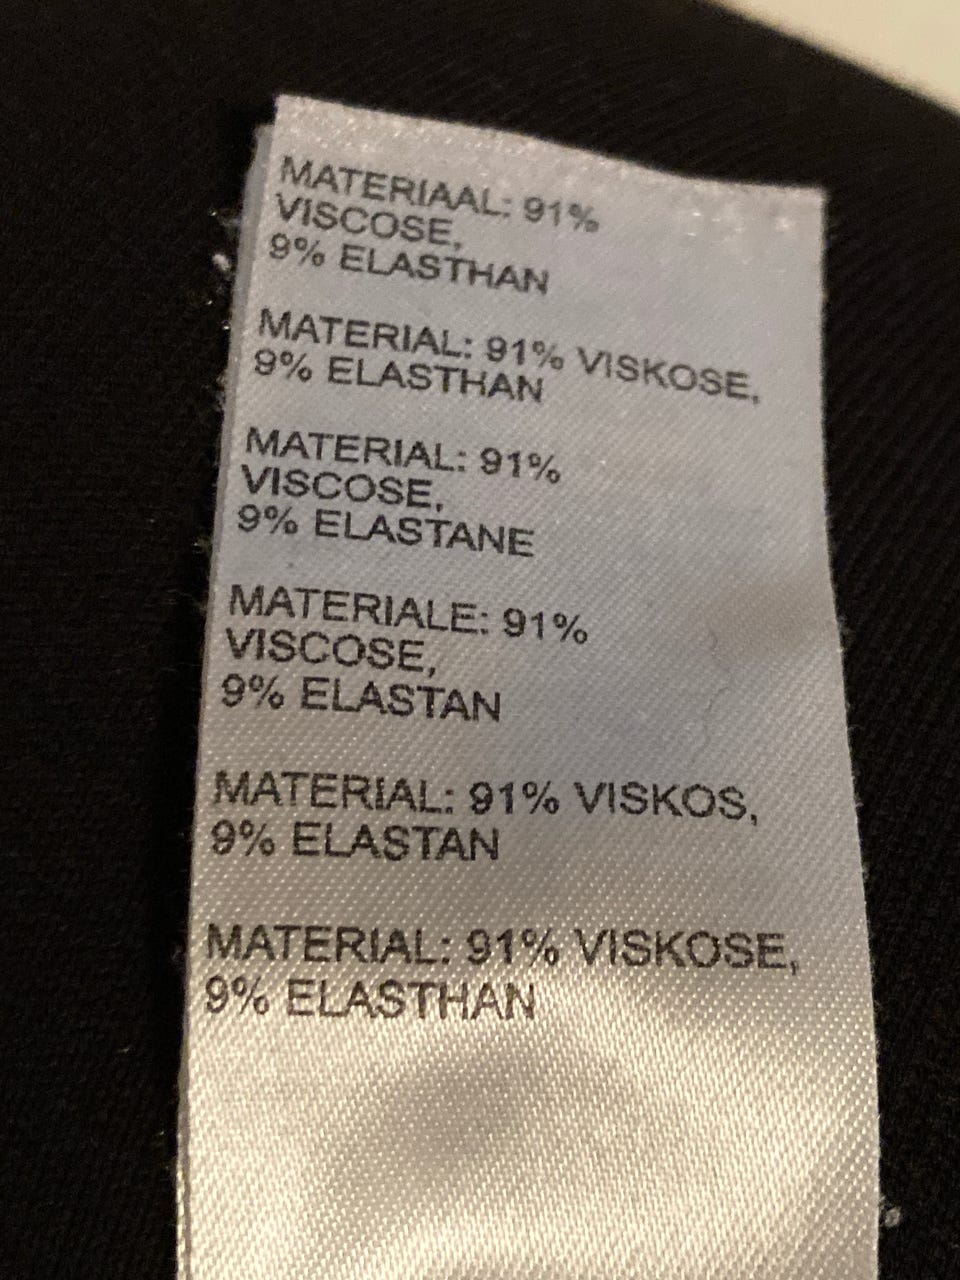 MATERIAAL: 91%
VISCOSE,
9% ELASTHAN
MATERIAL: 91% VISKOSE,
9% ELASTHAN
MATERIAL: 91%
VISCOSE,
9% ELASTANE
MATERIALE: 91%
VISCOSE,
9% ELASTAN
MATERIAL: 91% VISKOS,
9% ELASTAN
MATERIAL: 91% VISKOSE,
9% ELASTHAN